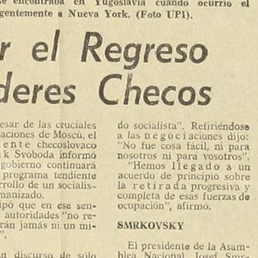 se encontraba en Yugoslavia cuando ocurrió el
gentemente a Nueva York. (Foto UPI).
r el Regreso
deres Checos
esar de las cruciales
aciones de Moscú, el
ente checoslovaco
k Svoboda informó
gobierno continuará
programa tendiente
rrollo de un socialis-
manizado.
ipó que en ese sen-
autoridades "no re-
rán jamás ni un mi-
n discurso de sólo
do socialista". Refiriéndose
a las negociaciones dijo:
"No fue cosa fácil, ni para
nosotros ni para vosotros".
"Hemos llegado a un
acuerdo de principio sobre
la retirada progresiva y
completa de esas fuerzas de
ocupación", afirmó.
SMRKOVSKY
El presidente de la Asam-
blea Nacional, Josef Smr-